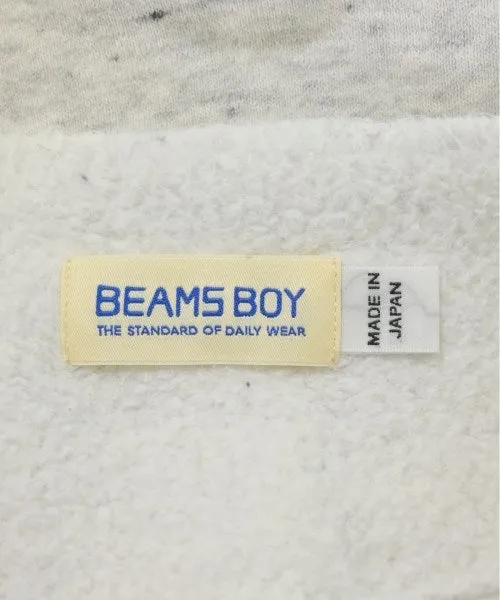 BEAMS BOY
THE STANDARD OF DAILY WEAR
MADE IN
JAPAN